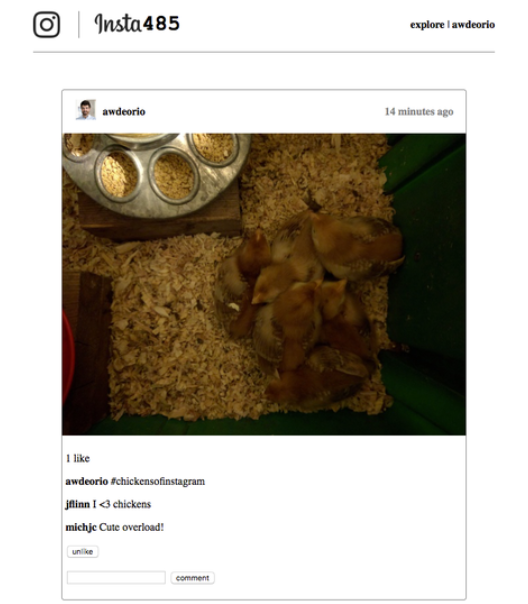 Insta485
explore | awdeorio
awdeorio
14 minutes ago
1 like
awdeorio #chickensofinstagram
jflinn I <3 chickens
michjc Cute overload!
unlike
comment